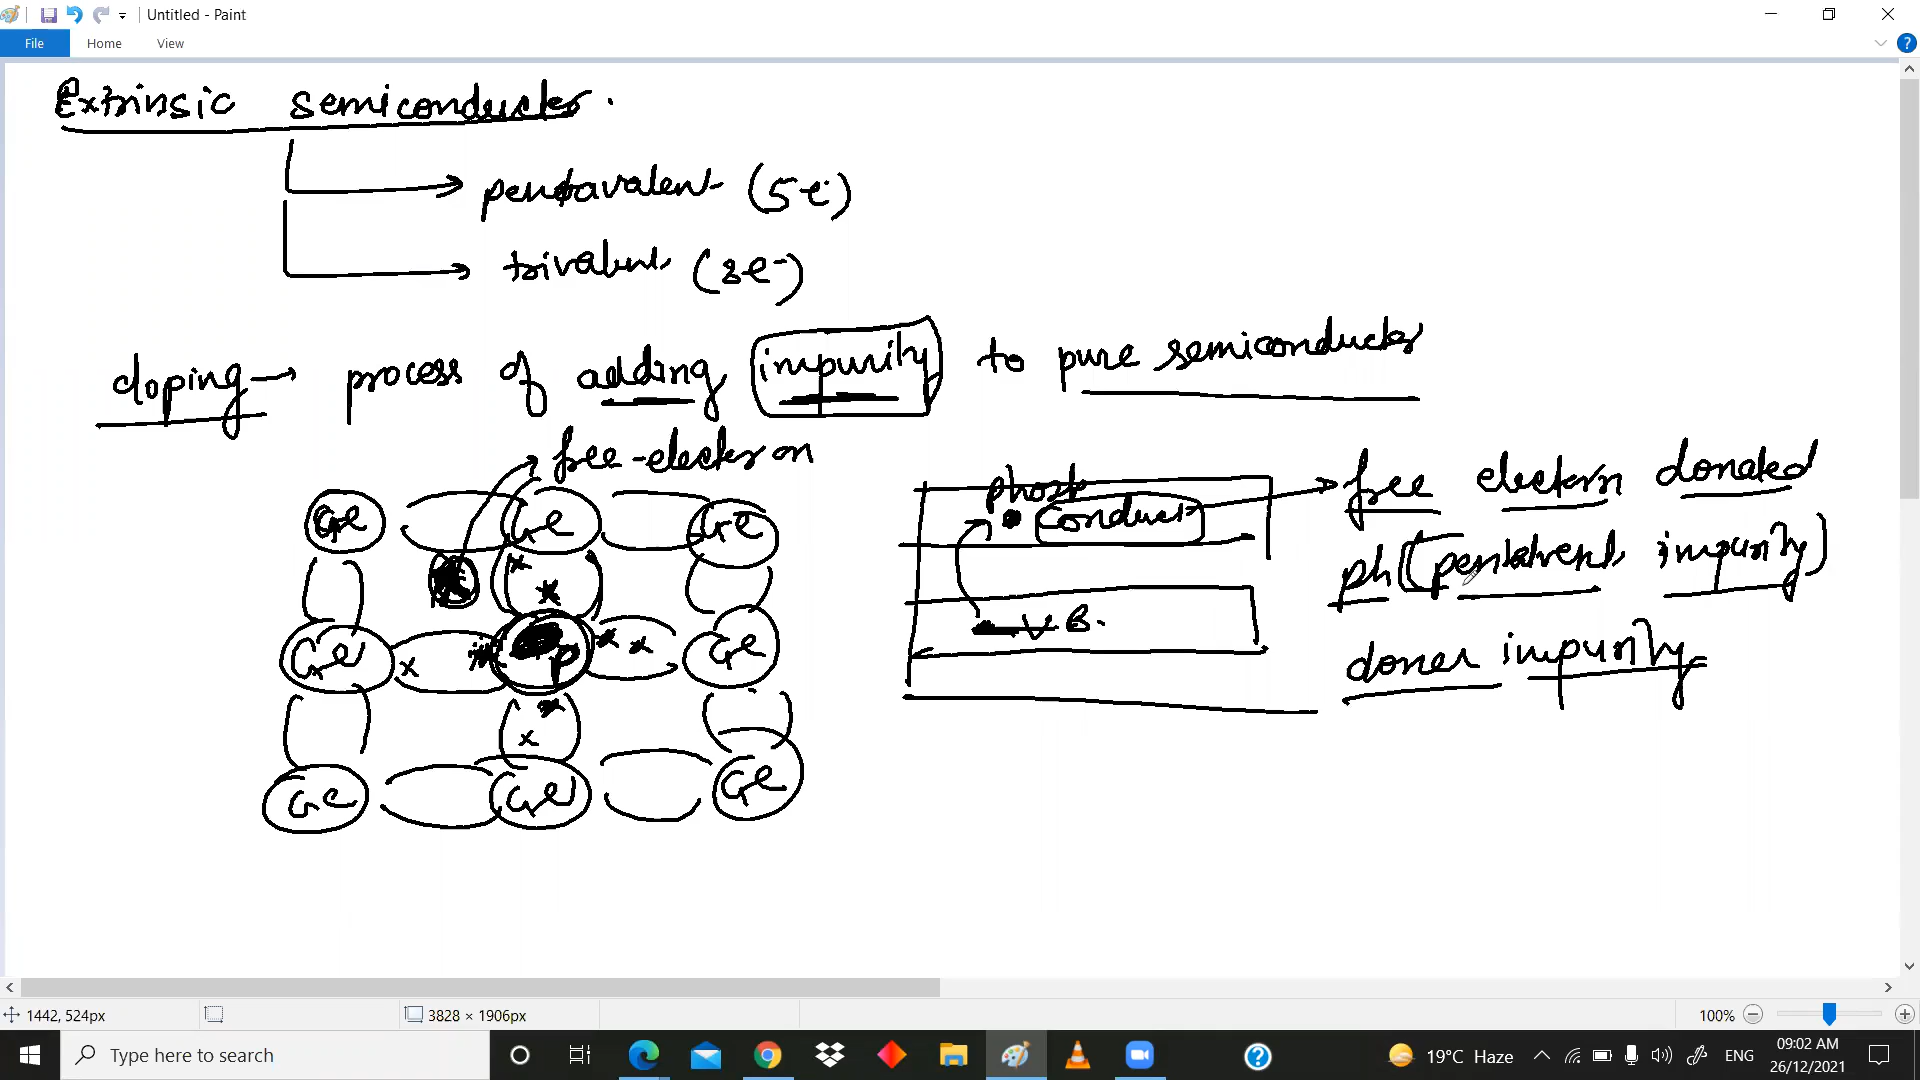 Untitled - Paint
File Home View
Extrinsic semiconductor.
pentavalent (5e-)
trivalent (3e-)
doping → process of adding impurity to pure semiconductor
free-electron
phosp
free electron donated
Ge Ge Ge
Conduct
ph (pentavalent impurity)
V B.
Ge P Ge
doner impurity
Ge Ge Ge
1442, 524px 3828 × 1906px 100%
Type here to search
19°C Haze ENG
09:02 AM
26/12/2021